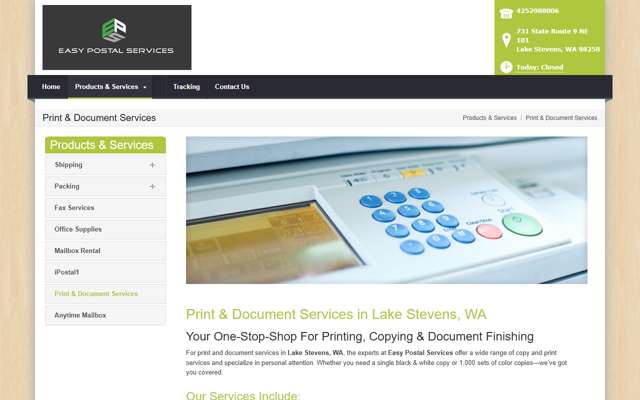 EPS
EASY POSTAL SERVICES
4252988006
731 State Route 9 NE
101
Lake Stevens, WA 98258
Today: Closed
Home
Products & Services
Tracking
Contact Us
Print & Document Services
Products & Services / Print & Document Services
Products & Services
Shipping
Packing
Fax Services
Office Supplies
Mailbox Rental
iPostal1
Print & Document Services
Anytime Mailbox
Start
Print & Document Services in Lake Stevens, WA
Your One-Stop-Shop For Printing, Copying & Document Finishing
For print and document services in Lake Stevens, WA, the experts at Easy Postal Services offer a wide range of copy and print
services and specialize in personal attention. Whether you need a single black & white copy or 1,000 sets of color copies—we've got
you covered.
Our Services Include: